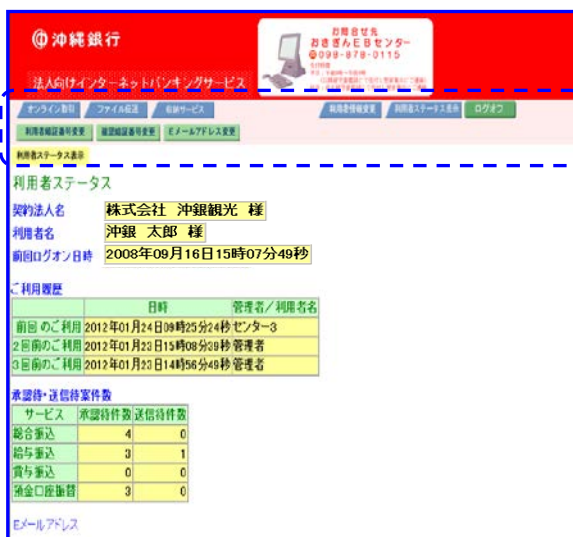 沖縄銀行
お問合せ先
おきぎんEBセンター
098-878-0115
法人向けインターネットバンキングサービス
オンライン取引 ファイル伝送 収納サービス 利用者情報変更 利用者ステータス表示 ログオフ
利用者暗証番号変更 確認暗証番号変更 Eメールアドレス変更
利用者ステータス表示
利用者ステータス
契約法人名 株式会社 沖銀観光 様
利用者名 沖銀 太郎 様
前回ログオン日時 2008年09月16日15時07分49秒
ご利用履歴
日時 管理者/利用者名
前回 のご利用 2012年01月24日09時25分24秒 センター3
2回前のご利用 2012年01月23日15時08分39秒 管理者
3回前のご利用 2012年01月23日14時56分49秒 管理者
承認待・送信待案件数
サービス 承認待件数 送信待件数
総合振込 4 0
給与振込 3 1
賞与振込 0 0
預金口座振替 3 0
Eメールアドレス